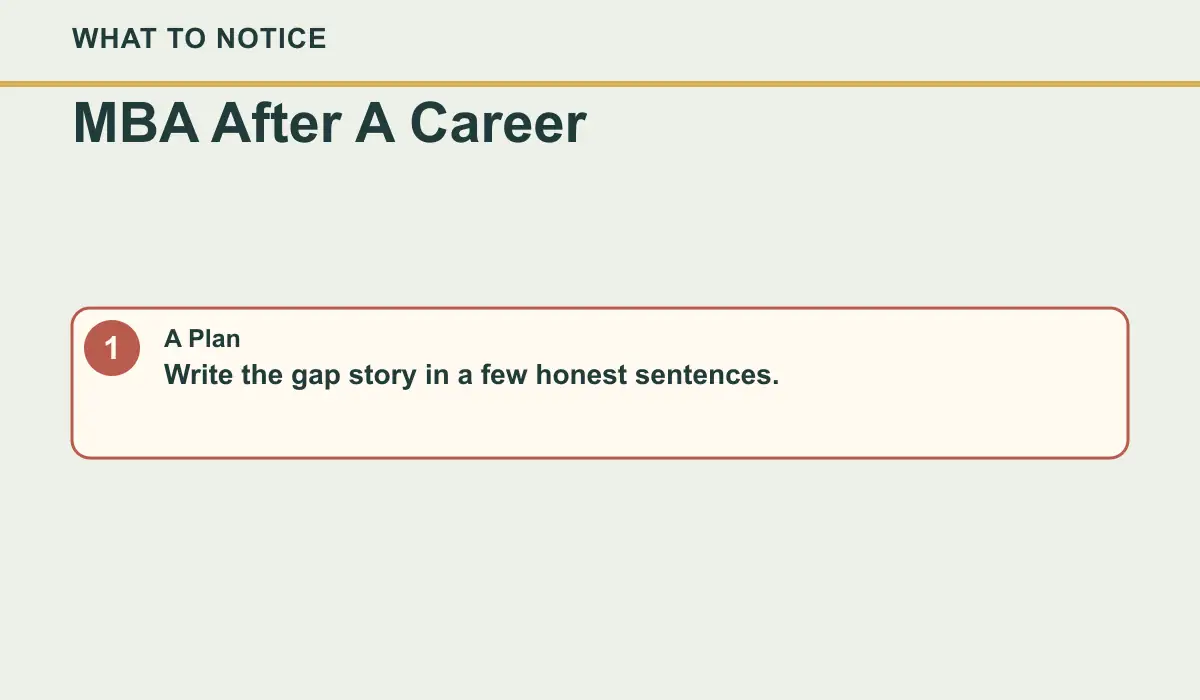 WHAT TO NOTICE
MBA After A Career
1
A Plan
Write the gap story in a few honest sentences.